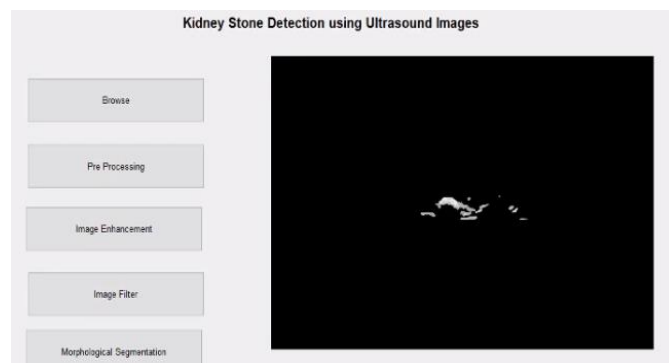 Kidney Stone Detection using Ultrasound Images
Browse
Pre Processing
Image Enhancement
Image Filter
Morphological Segmentation